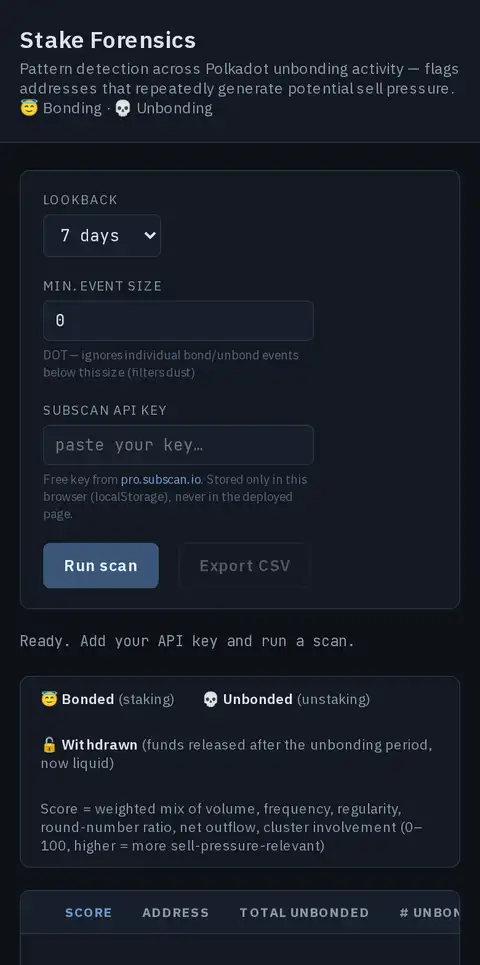 Stake Forensics
Pattern detection across Polkadot unbonding activity — flags
addresses that repeatedly generate potential sell pressure.
😇 Bonding · 💀 Unbonding
LOOKBACK
7 days
MIN. EVENT SIZE
0
DOT — ignores individual bond/unbond events
below this size (filters dust)
SUBSCAN API KEY
paste your key…
Free key from pro.subscan.io. Stored only in this
browser (localStorage), never in the deployed
page.
Run scan
Export CSV
Ready. Add your API key and run a scan.
😇 Bonded (staking) 💀 Unbonded (unstaking)
🔓 Withdrawn (funds released after the unbonding period,
now liquid)
Score = weighted mix of volume, frequency, regularity,
round-number ratio, net outflow, cluster involvement (0–
100, higher = more sell-pressure-relevant)
SCORE ADDRESS TOTAL UNBONDED # UNBON